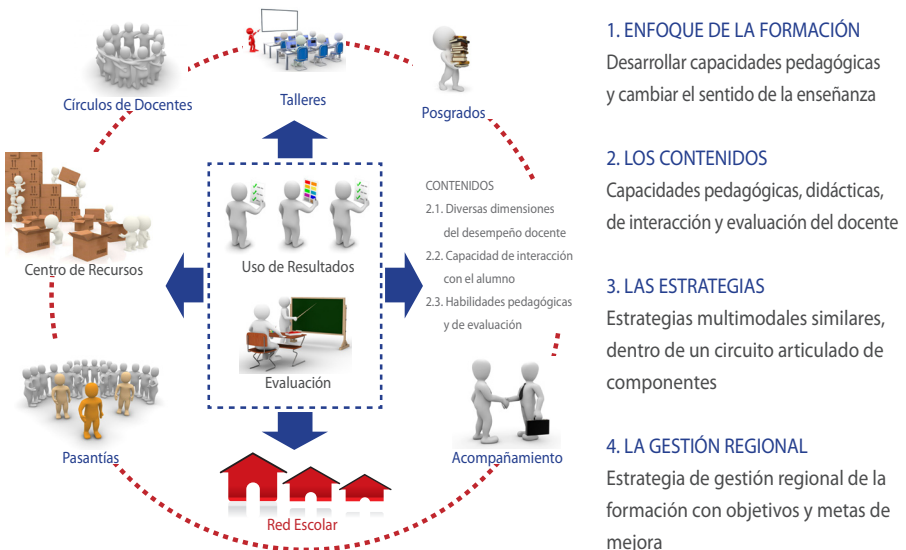 Círculos de Docentes
Talleres
Posgrados
Centro de Recursos
Uso de Resultados
Evaluación
CONTENIDOS
2.1. Diversas dimensiones
del desempeño docente
2.2. Capacidad de interacción
con el alumno
2.3. Habilidades pedagógicas
y de evaluación
Pasantías
Acompañamiento
Red Escolar
1. ENFOQUE DE LA FORMACIÓN
Desarrollar capacidades pedagógicas
y cambiar el sentido de la enseñanza
2. LOS CONTENIDOS
Capacidades pedagógicas, didácticas,
de interacción y evaluación del docente
3. LAS ESTRATEGIAS
Estrategias multimodales similares,
dentro de un circuito articulado de
componentes
4. LA GESTIÓN REGIONAL
Estrategia de gestión regional de la
formación con objetivos y metas de
mejora